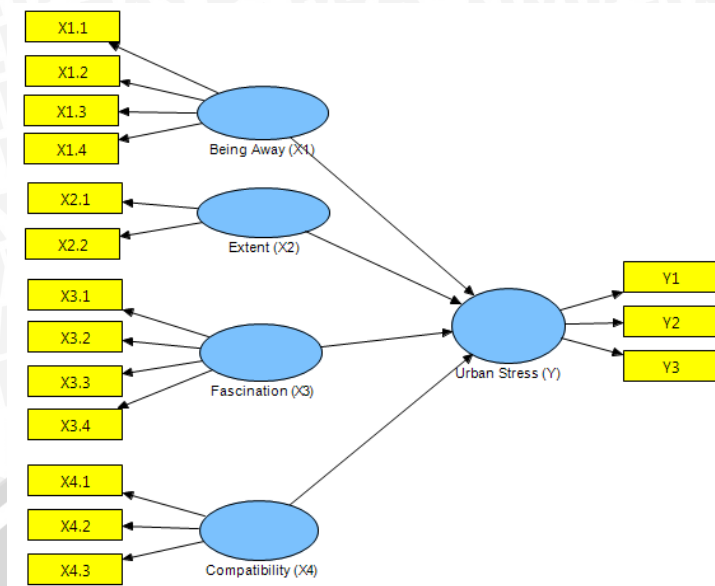 X1.1
X1.2
X1.3
X1.4
Being Away (X1)
X2.1
X2.2
Extent (X2)
X3.1
X3.2
X3.3
X3.4
Fascination (X3)
X4.1
X4.2
X4.3
Compatibility (X4)
Urban Stress (Y)
Y1
Y2
Y3